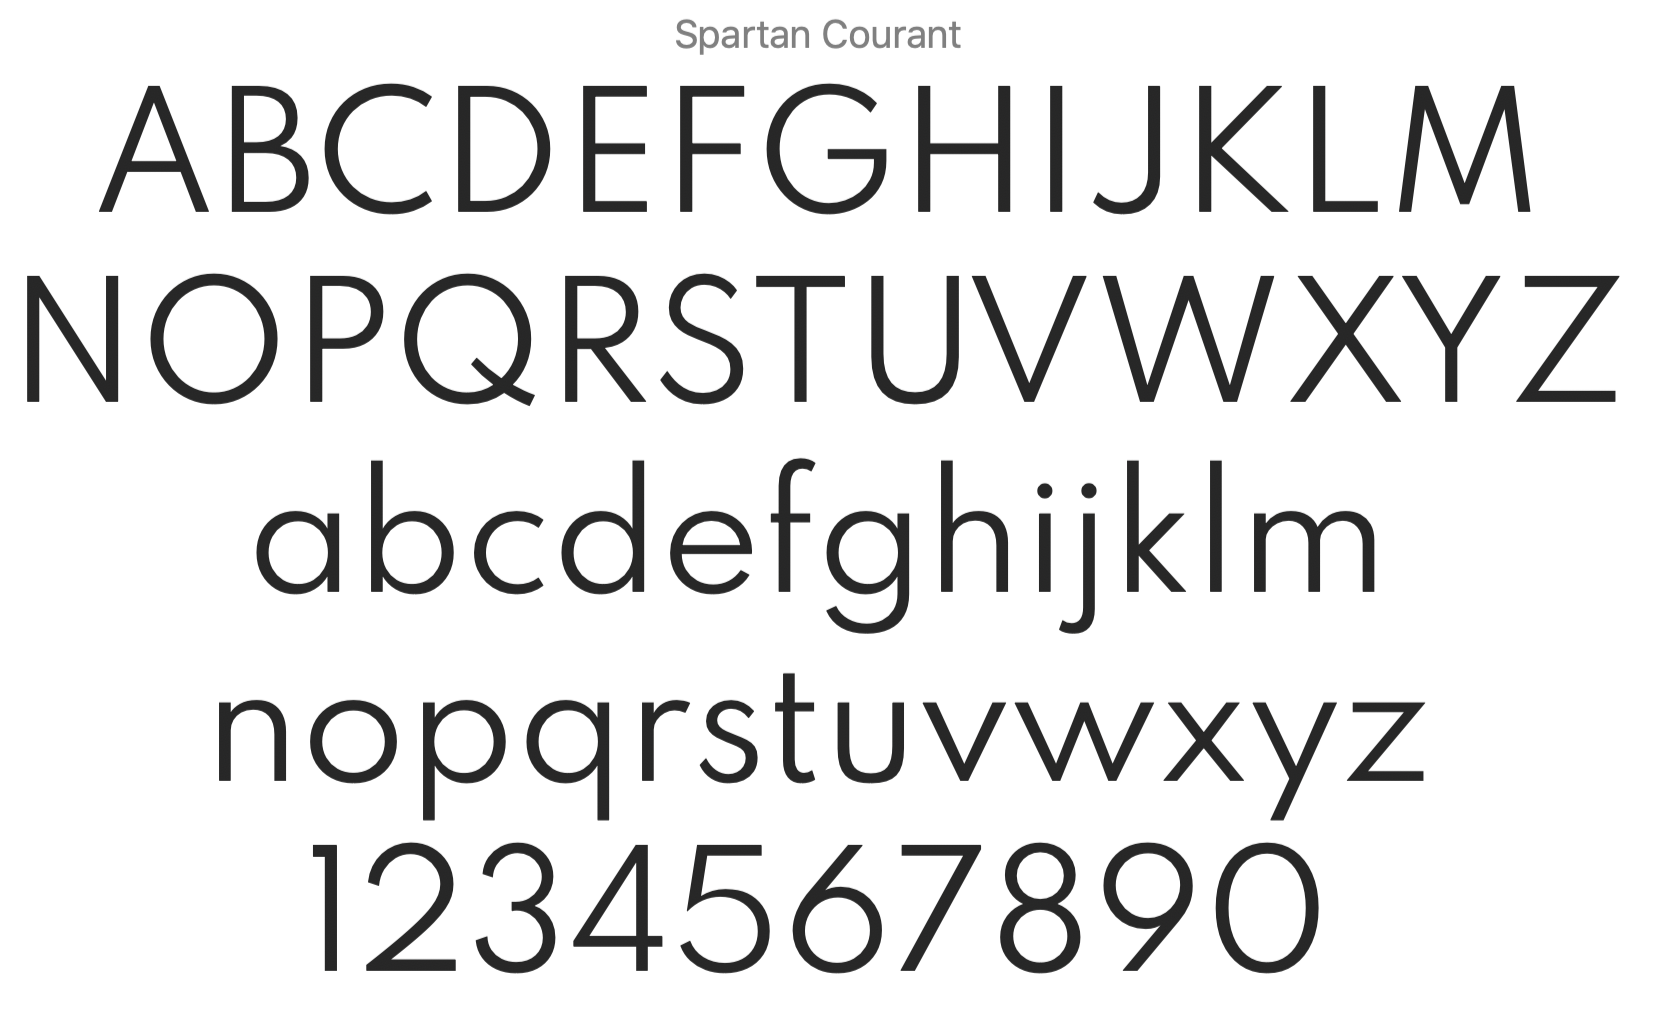 Spartan Courant
ABCDEFGHIJKLM
NOPQRSTUVWXYZ
abcdefghijklm
nopqrstuvwxyz
1234567890